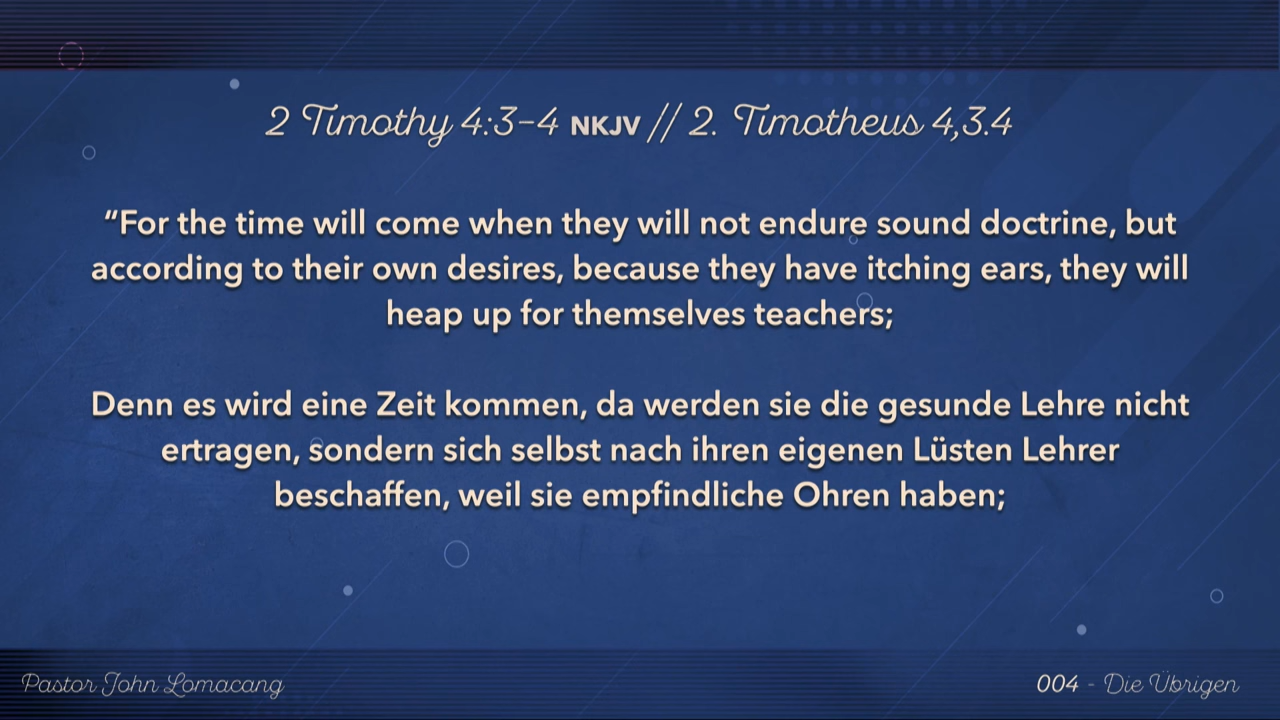 2 Timothy 4:3-4 NKJV // 2. Timotheus 4,3.4
“For the time will come when they will not endure sound doctrine, but
according to their own desires, because they have itching ears, they will
heap up for themselves teachers;
Denn es wird eine Zeit kommen, da werden sie die gesunde Lehre nicht
ertragen, sondern sich selbst nach ihren eigenen Lüsten Lehrer
beschaffen, weil sie empfindliche Ohren haben;
Pastor John Lomacang
004 - Die Übrigen